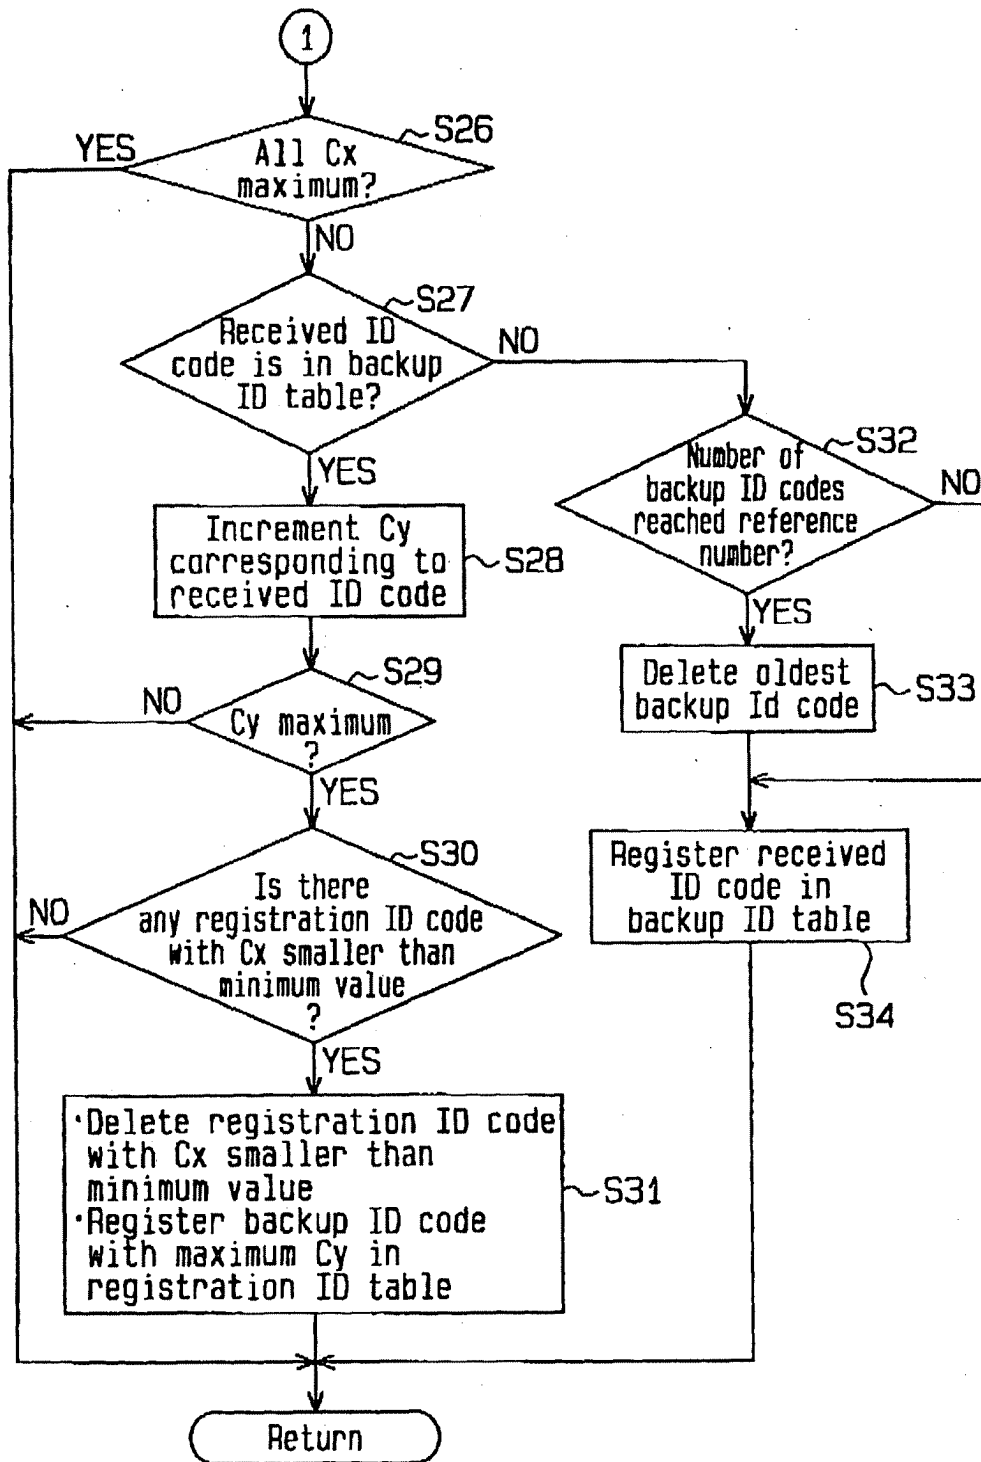 1
S26
YES
All Cx
maximum?
NO
S27
Received ID
code is in backup
ID table?
NO
YES
S32
Number of
backup ID codes
reached reference
number?
NO
YES
Increment Cy
corresponding to
received ID code
S28
S29
NO
Cy maximum
?
YES
Delete oldest
backup Id code
S33
S30
Is there
any registration ID code
with Cx smaller than
minimum value
?
NO
YES
Register received
ID code in
backup ID table
S34
·Delete registration ID code
with Cx smaller than
minimum value
·Register backup ID code
with maximum Cy in
registration ID table
S31
Return